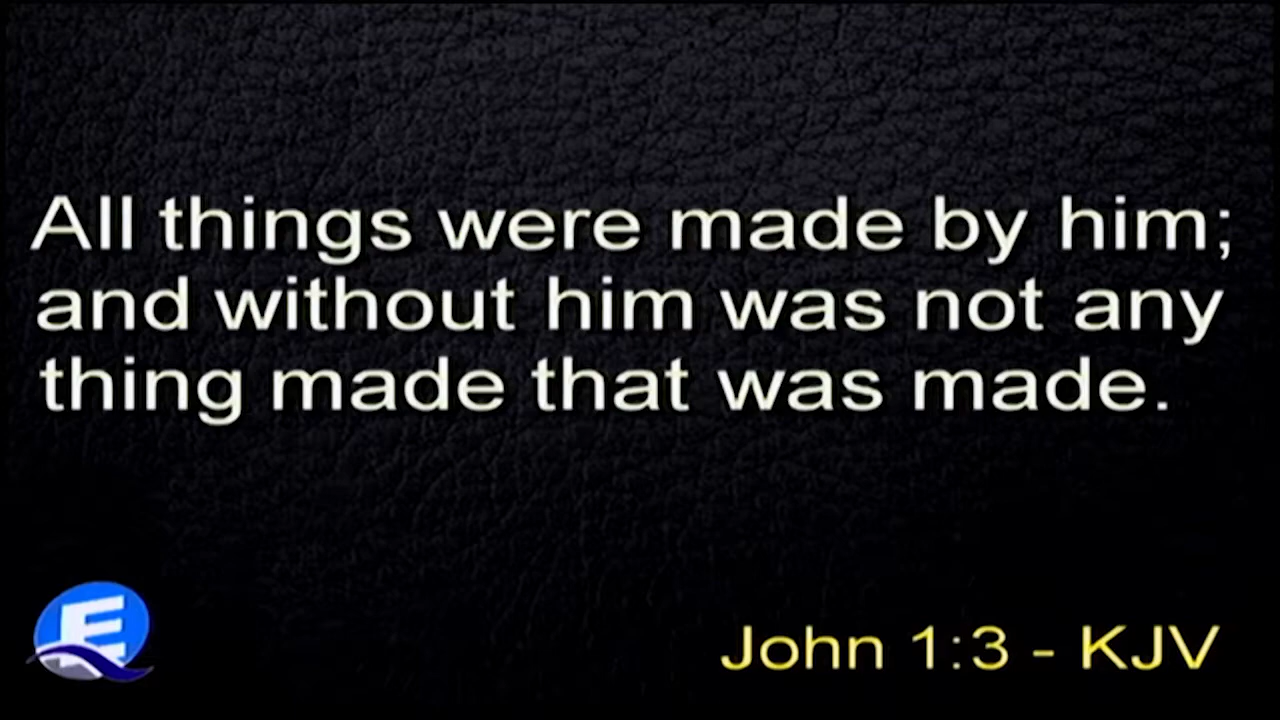 All things were made by him;
and without him was not any
thing made that was made.
E
John 1:3 - KJV